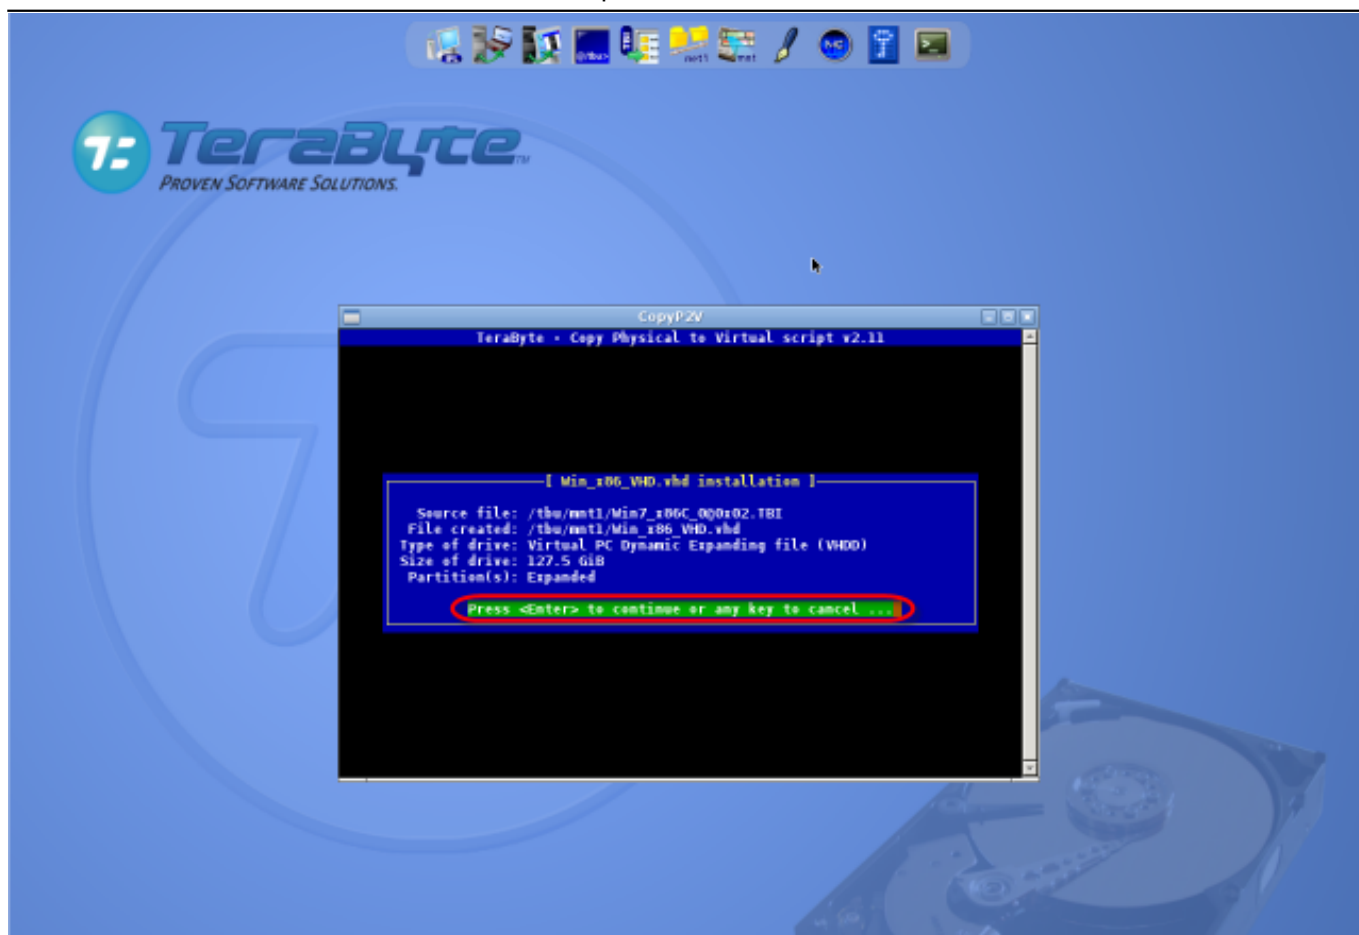 TeraByte™
PROVEN SOFTWARE SOLUTIONS.
CopyP2V
TeraByte - Copy Physical to Virtual script v2.11
[ Win_x86_VHD.vhd installation ]
Source file: /tbu/mnt1/Win7_x86C_0@0x02.TBI
File created: /tbu/mnt1/Win_x86_VHD.vhd
Type of drive: Virtual PC Dynamic Expanding file (VHDD)
Size of drive: 127.5 GiB
Partition(s): Expanded
Press <Enter> to continue or any key to cancel ...